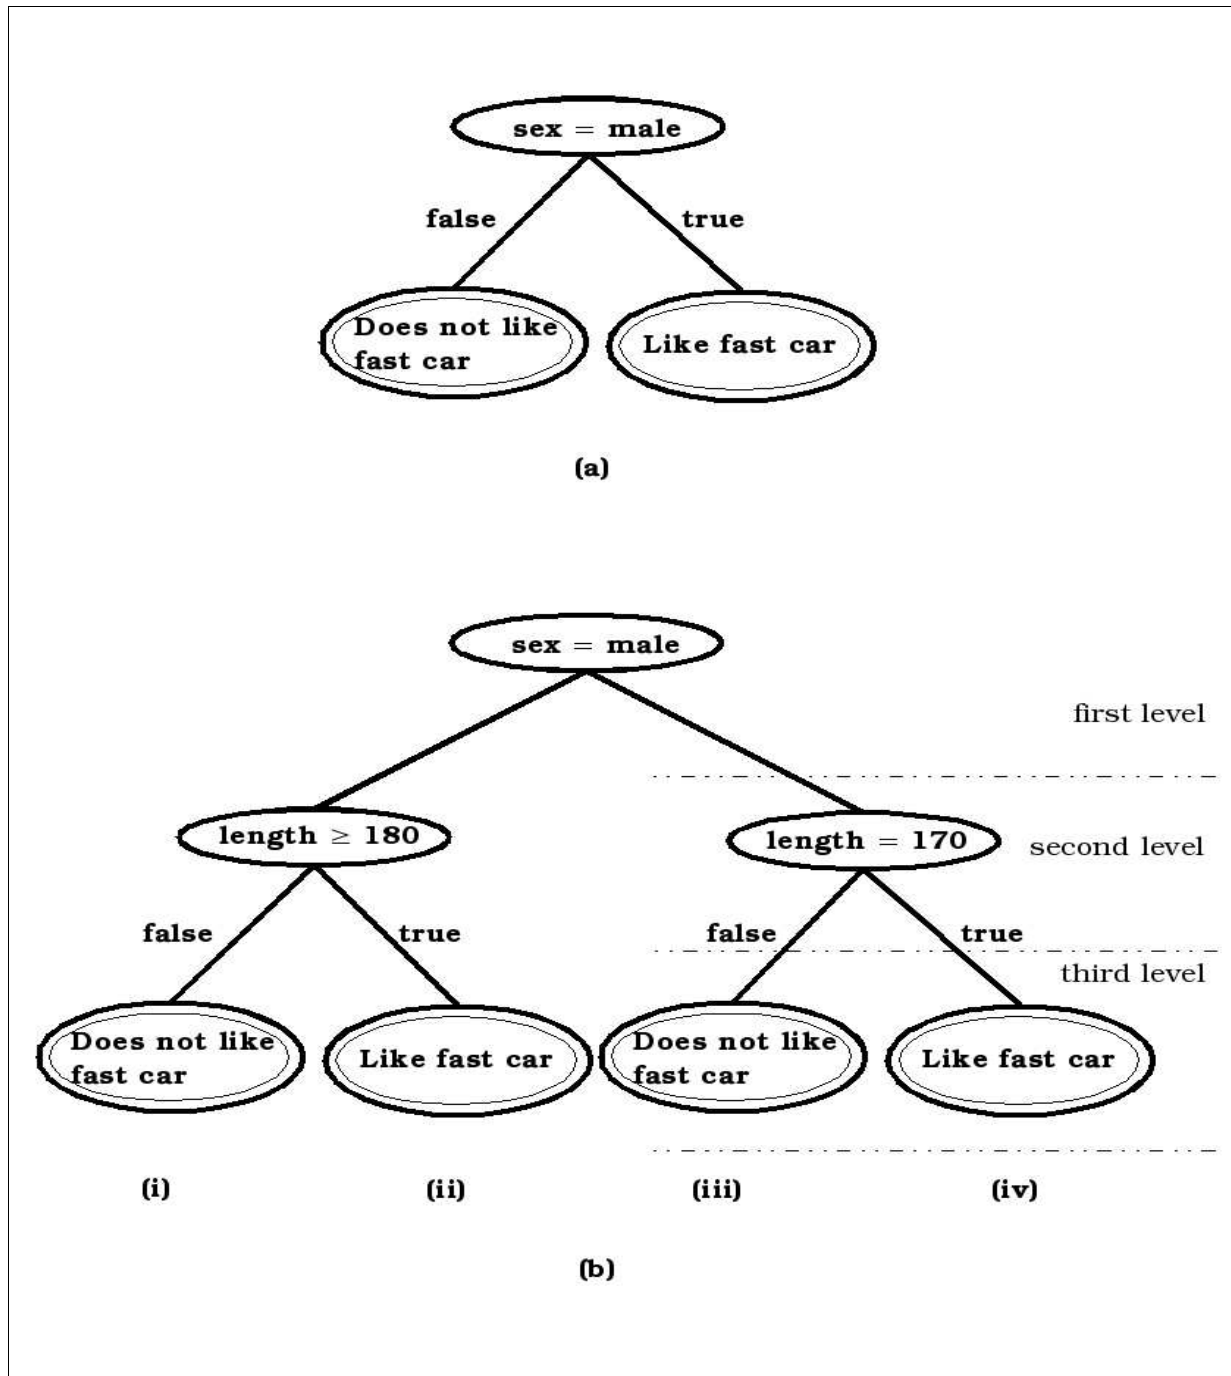 sex = male
false true
Does not like
fast car
Like fast car
(a)
sex = male
first level
length ≥ 180
length = 170
second level
false true false true
third level
Does not like
fast car
Like fast car
Does not like
fast car
Like fast car
(i) (ii) (iii) (iv)
(b)